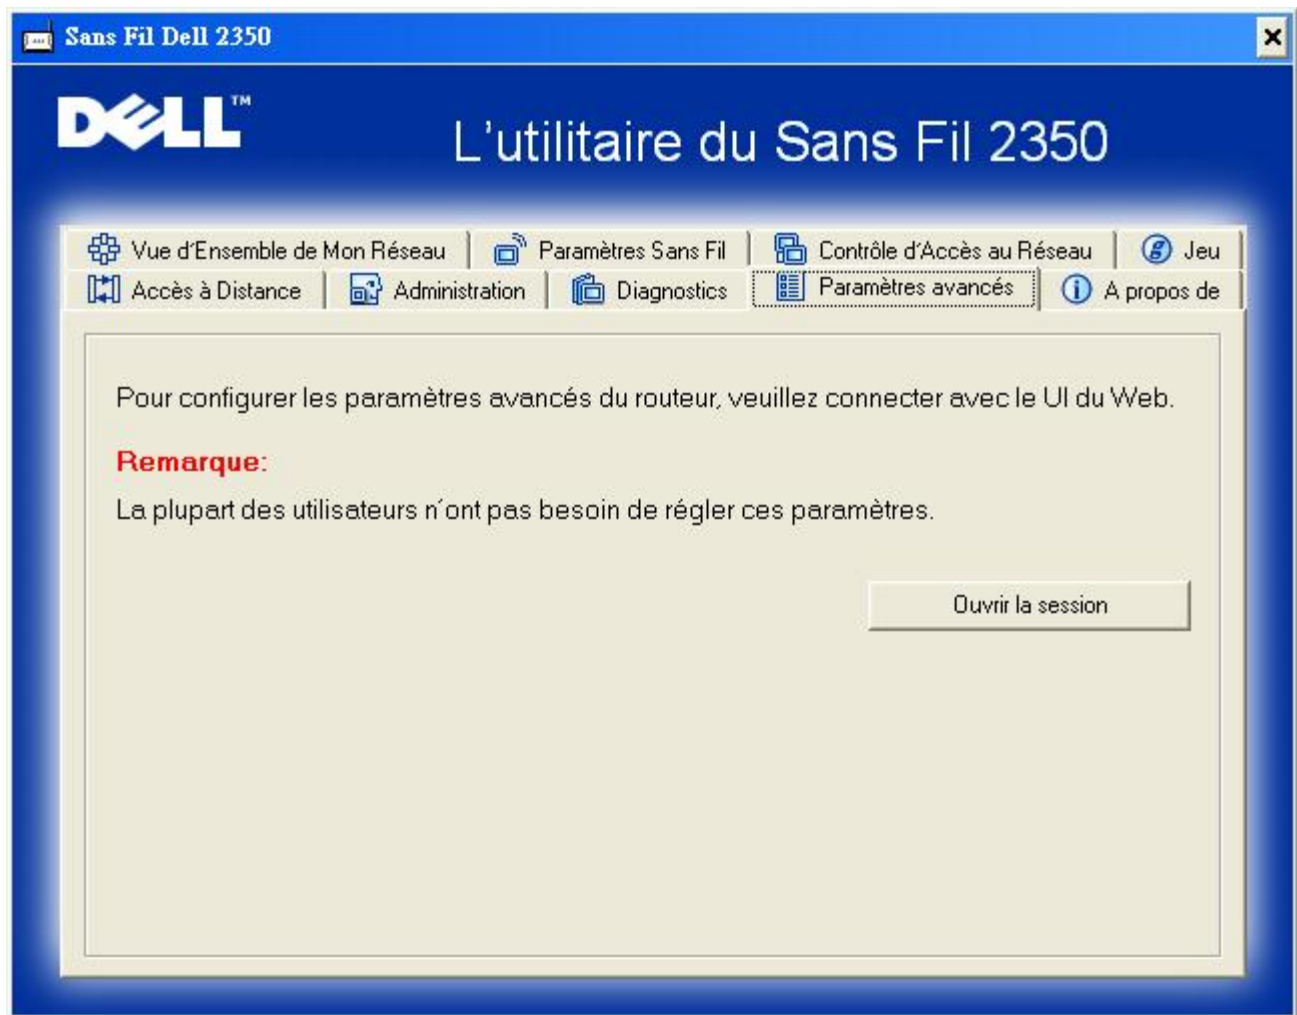 Sans Fil Dell 2350
DELL™
L'utilitaire du Sans Fil 2350
Vue d´Ensemble de Mon Réseau
Paramètres Sans Fil
Contrôle d´Accès au Réseau
Jeu
Accès à Distance
Administration
Diagnostics
Paramètres avancés
A propos de
Pour configurer les paramètres avancés du routeur, veuillez connecter avec le UI du Web.
Remarque:
La plupart des utilisateurs n´ont pas besoin de régler ces paramètres.
Ouvrir la session